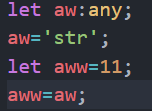 let aw:any;
aw='str';
let aww=11;
aww=aw;